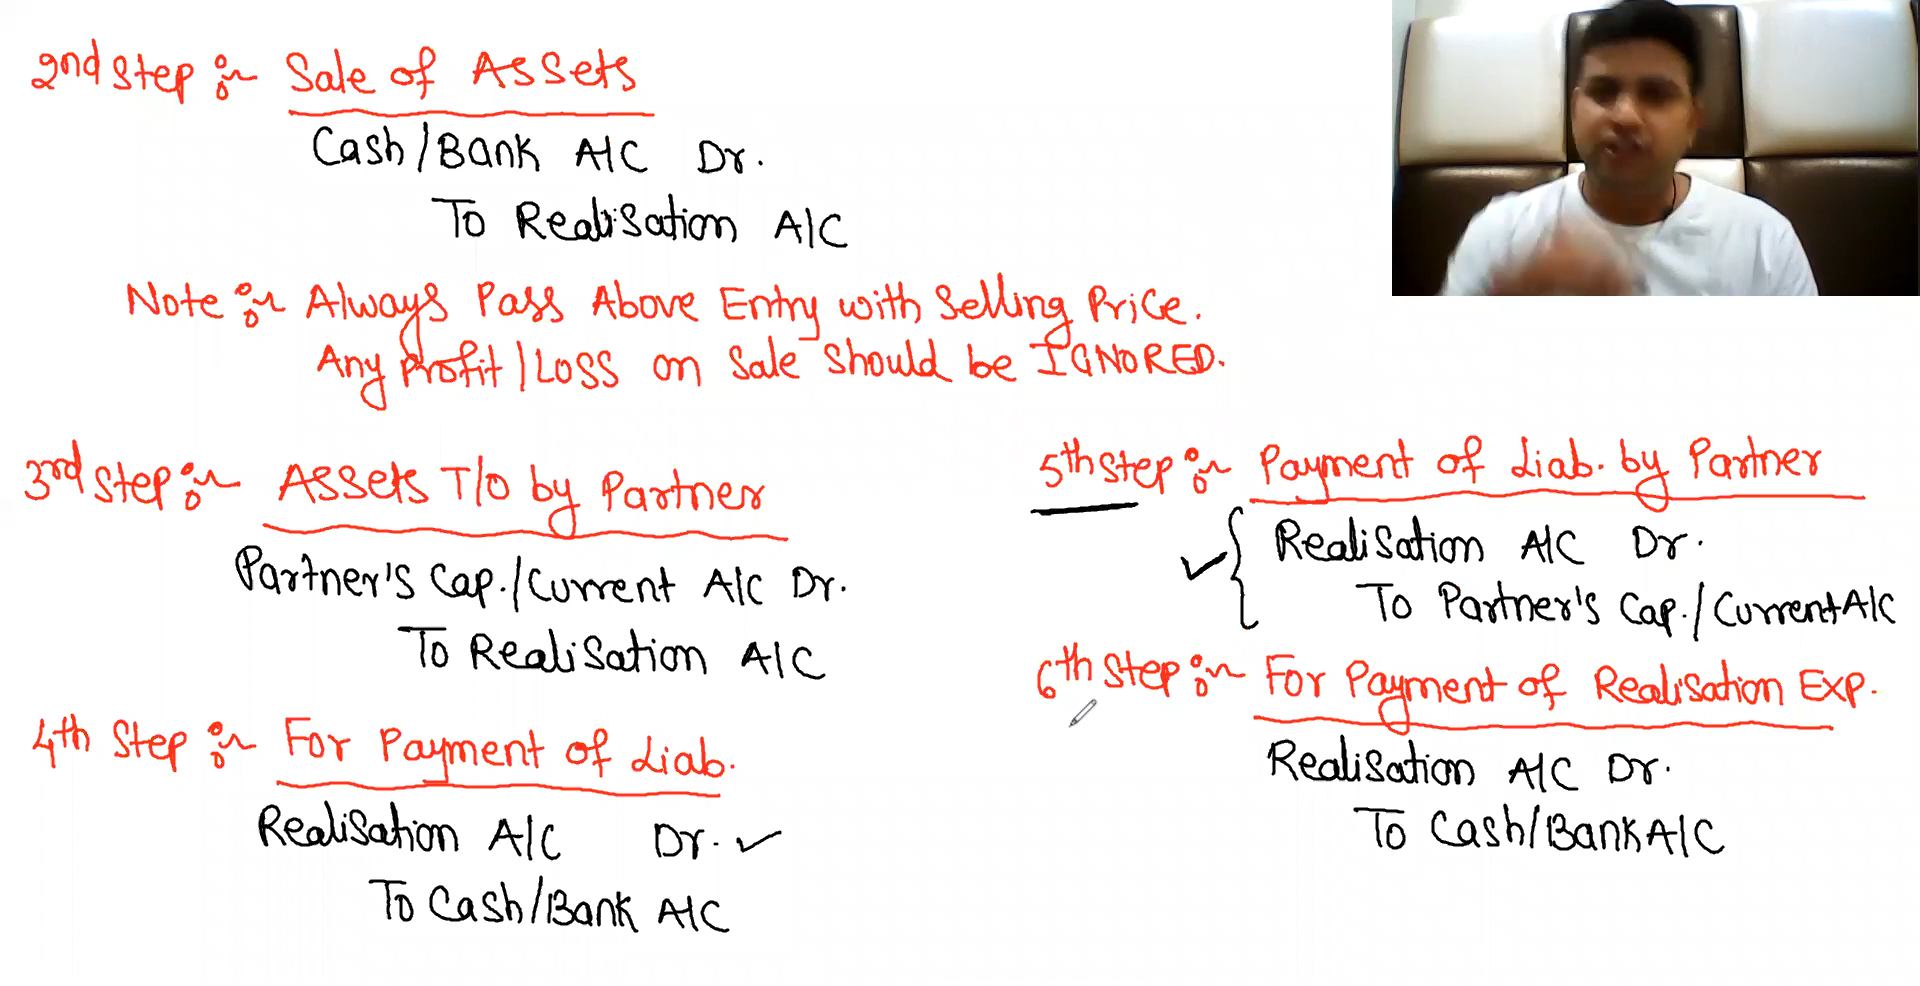 2nd Step :- Sale of Assets
Cash/Bank A/C Dr.
To Realisation A/C
Note :- Always Pass Above Entry with Selling Price.
Any Profit/Loss on Sale Should be IGNORED.
3rd Step :- Assets T/o by Partner
Partner's Cap./Current A/C Dr.
To Realisation A/C
4th Step :- For Payment of Liab.
Realisation A/C Dr.
To Cash/Bank A/C
5th Step :- Payment of Liab. by Partner
Realisation A/C Dr.
To Partner's Cap./Current A/C
6th Step :- For Payment of Realisation Exp.
Realisation A/C Dr.
To Cash/Bank A/C